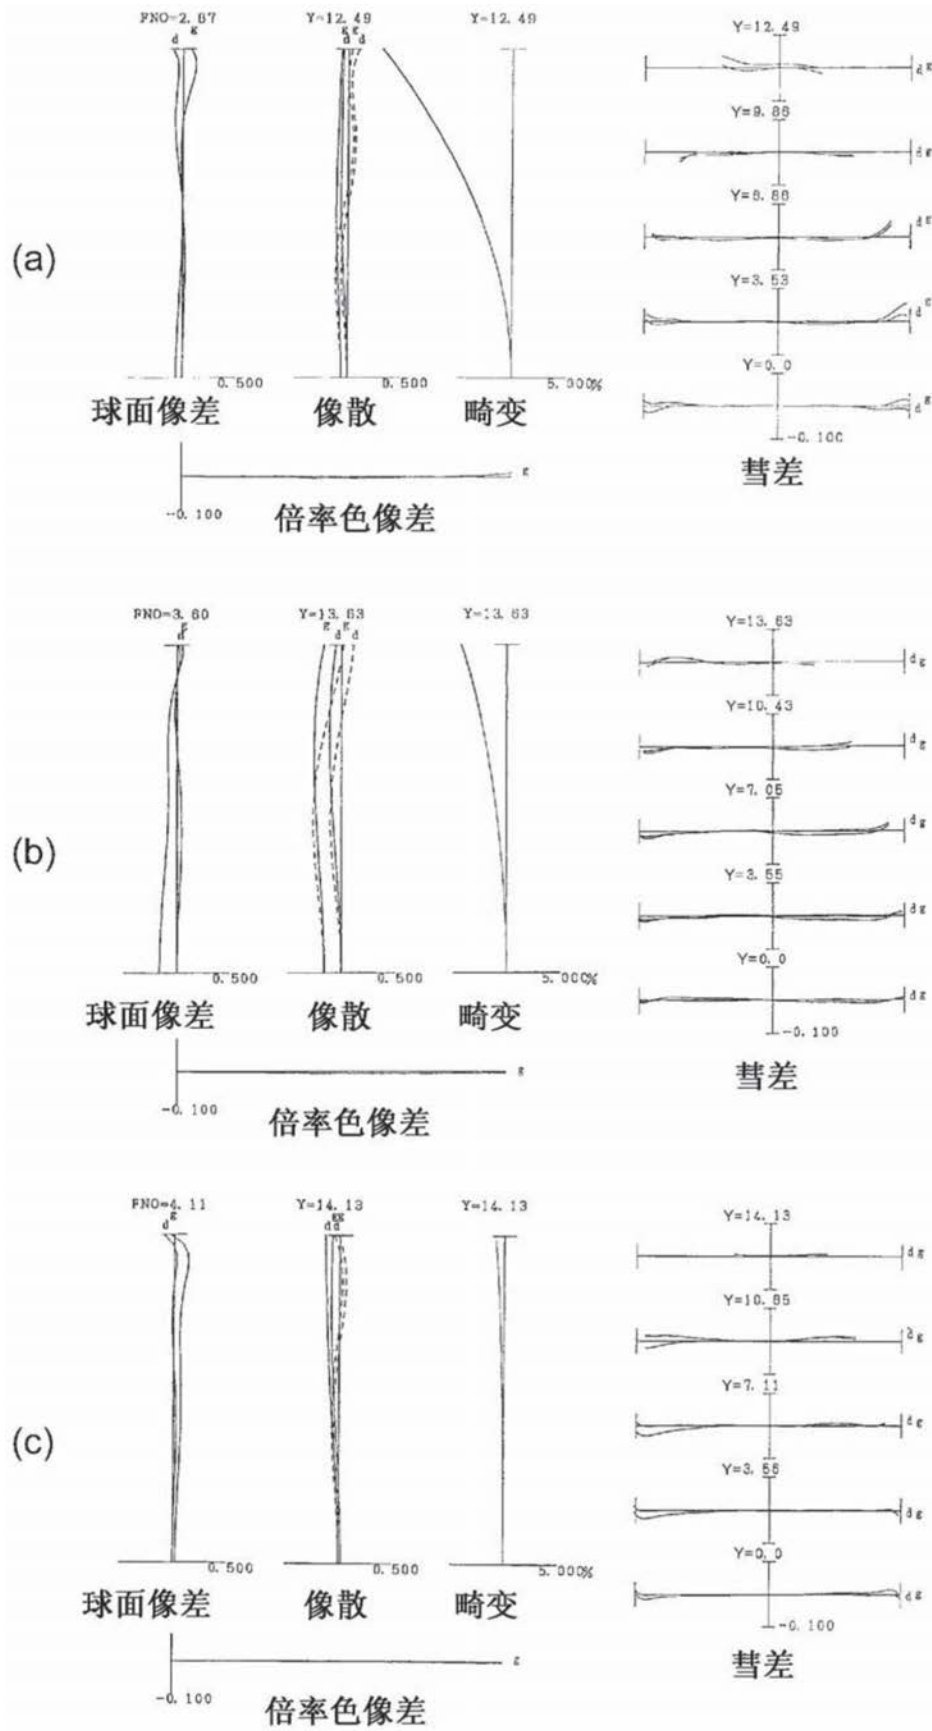 FNO=2.87 Y=12.49 Y=12.49
d g g g d d
0.500 0.500 5.000%
球面像差 像散 畸变
g
-0.100
倍率色像差
Y=12.49
d g
Y=9.86
d g
Y=6.86
d g
Y=3.53
d g
Y=0.0
d g
-0.100
彗差
(a)
FNO=3.60 Y=13.63 Y=13.63
g d g d g d
0.500 0.500 5.000%
球面像差 像散 畸变
g
-0.100
倍率色像差
Y=13.63
d g
Y=10.43
d g
Y=7.05
d g
Y=3.55
d g
Y=0.0
d g
-0.100
彗差
(b)
FNO=4.11 Y=14.13 Y=14.13
d g d g g d
0.500 0.500 5.000%
球面像差 像散 畸变
g
-0.100
倍率色像差
Y=14.13
d g
Y=10.65
d g
Y=7.11
d g
Y=3.56
d g
Y=0.0
d g
-0.100
彗差
(c)